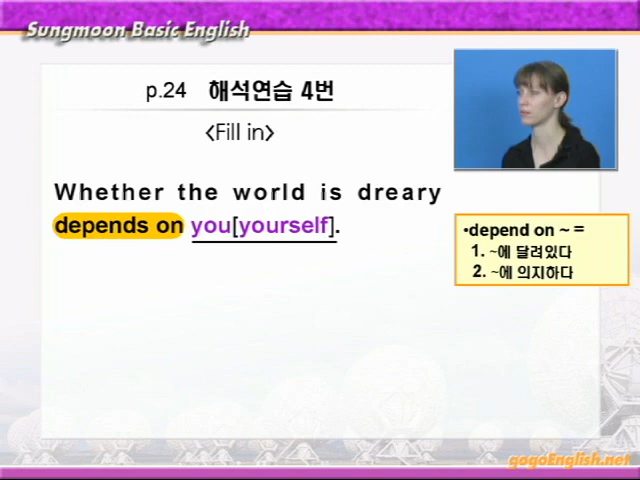 Sungmoon Basic English
p.24 해석연습 4번
<Fill in>
Whether the world is dreary
depends on you[yourself].
•depend on ~ =
1. ~에 달려있다
2. ~에 의지하다
gogoEnglish.net